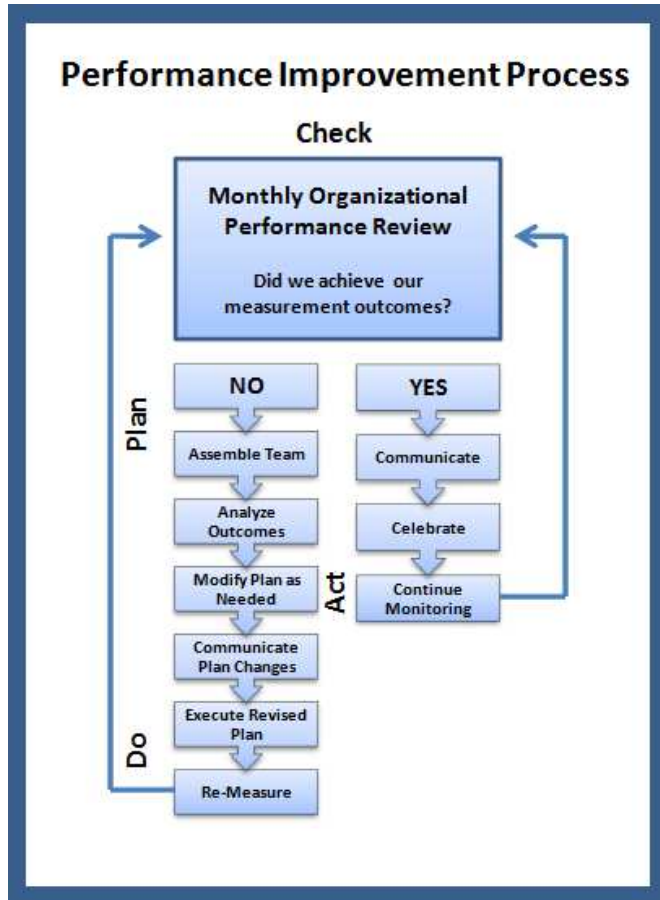 Performance Improvement Process
Check
Monthly Organizational
Performance Review
Did we achieve our
measurement outcomes?
Plan
NO
Assemble Team
Analyze
Outcomes
Modify Plan as
Needed
Communicate
Plan Changes
Do
Execute Revised
Plan
Re-Measure
YES
Communicate
Celebrate
Act
Continue
Monitoring